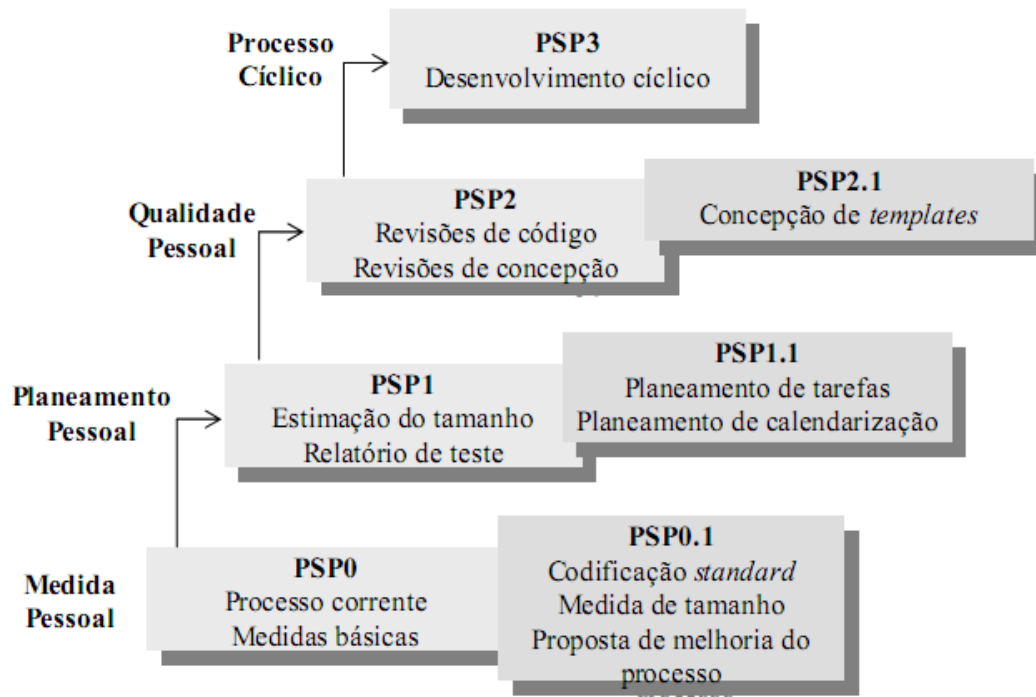 Processo
Cíclico
PSP3
Desenvolvimento cíclico
Qualidade
Pessoal
PSP2
Revisões de código
Revisões de concepção
PSP2.1
Concepção de templates
Planeamento
Pessoal
PSP1
Estimação do tamanho
Relatório de teste
PSP1.1
Planeamento de tarefas
Planeamento de calendarização
Medida
Pessoal
PSP0
Processo corrente
Medidas básicas
PSP0.1
Codificação standard
Medida de tamanho
Proposta de melhoria do
processo